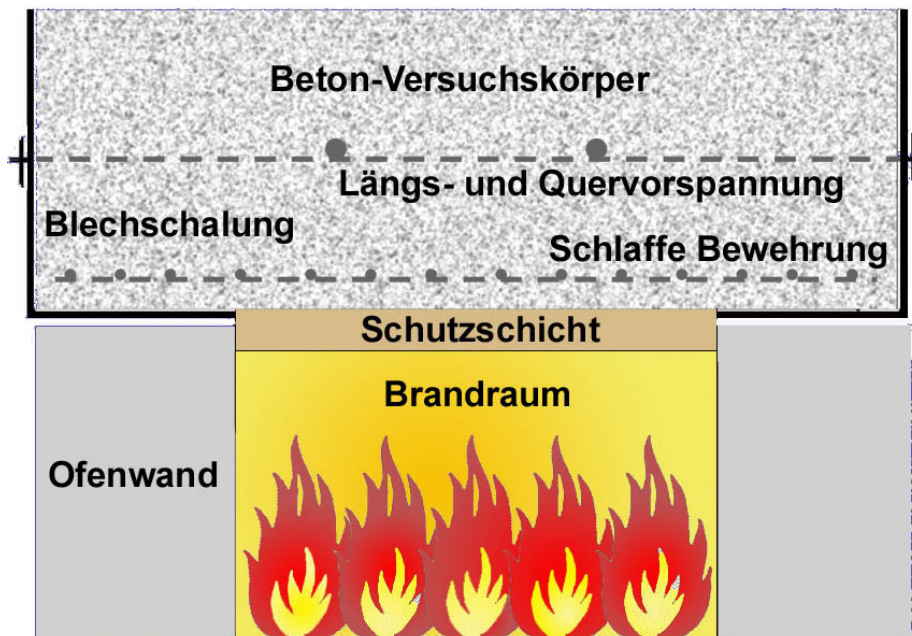 Beton-Versuchskörper
Längs- und Quervorspannung
Blechschalung
Schlaffe Bewehrung
Schutzschicht
Brandraum
Ofenwand